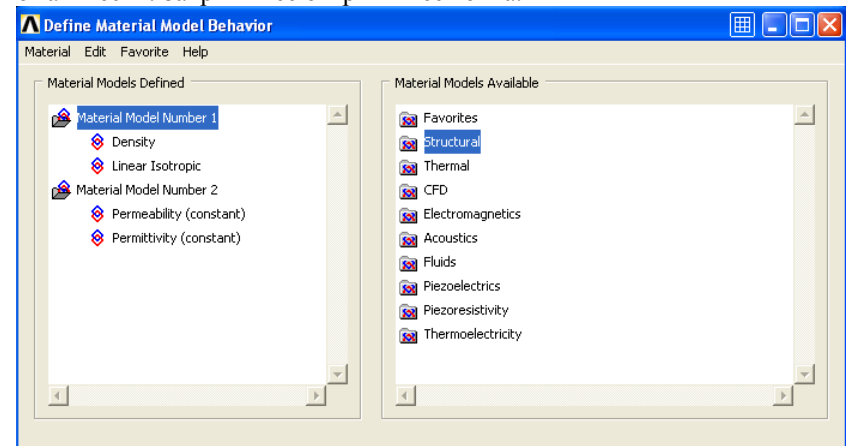 Define Material Model Behavior
Material Edit Favorite Help
Material Models Defined
Material Model Number 1
Density
Linear Isotropic
Material Model Number 2
Permeability (constant)
Permittivity (constant)
Material Models Available
Favorites
Structural
Thermal
CFD
Electromagnetics
Acoustics
Fluids
Piezoelectrics
Piezoresistivity
Thermoelectricity